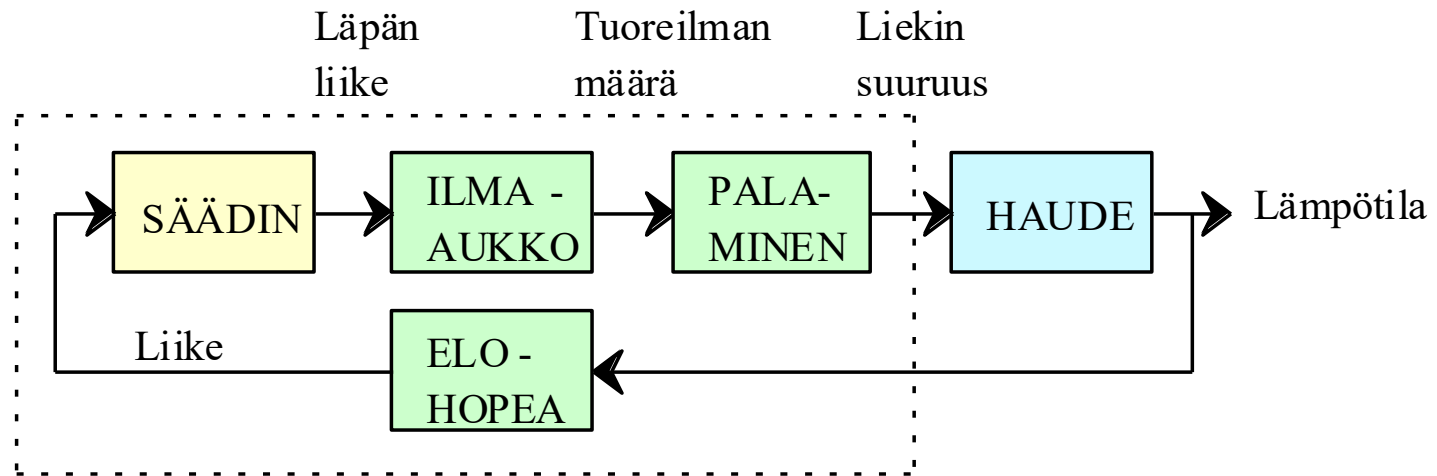 Läpän
liike
Tuoreilman
määrä
Liekin
suuruus
SÄÄDIN
ILMA -
AUKKO
PALA-
MINEN
HAUDE
Lämpötila
Liike
ELO -
HOPEA